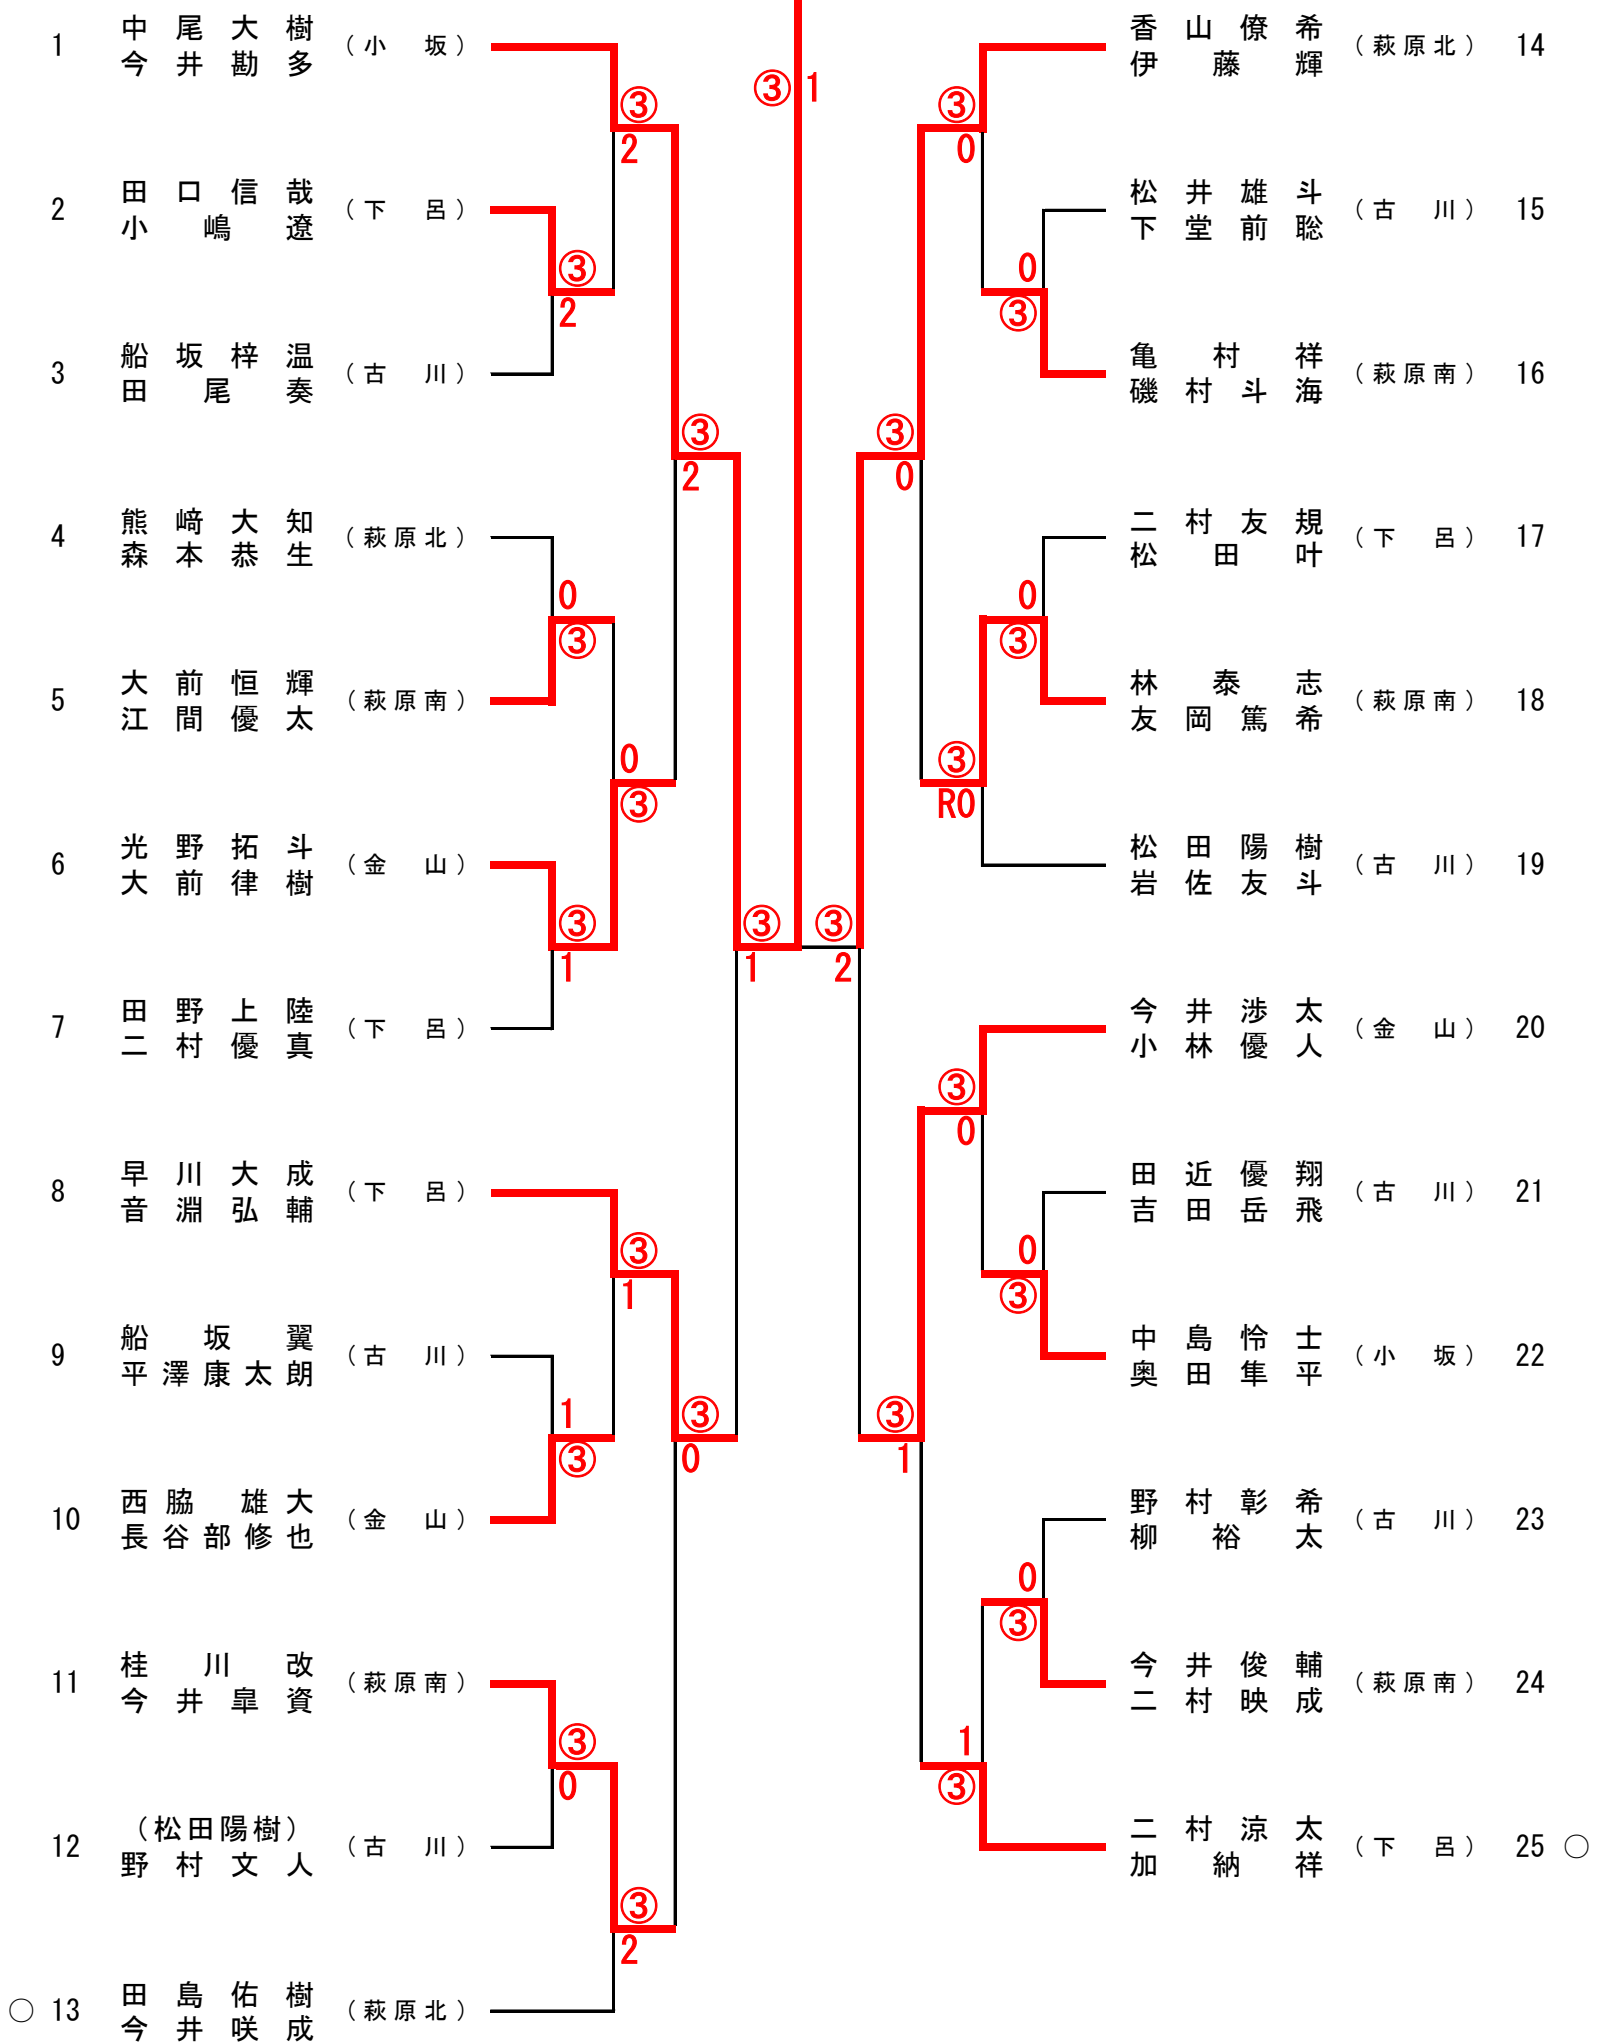 1 中尾大樹 今井勘多 （小坂）
2 田口信哉 小嶋遼 （下呂）
3 船坂梓温 田尾奏 （古川）
4 熊﨑大知 森本恭生 （萩原北）
5 大前恒輝 江間優太 （萩原南）
6 光野拓斗 大前律樹 （金山）
7 田野上陸 二村優真 （下呂）
8 早川大成 音淵弘輔 （下呂）
9 船坂翼 平澤康太朗 （古川）
10 西脇雄大 長谷部修也 （金山）
11 桂川改 今井皐資 （萩原南）
12 （松田陽樹） 野村文人 （古川）
○ 13 田島佑樹 今井咲成 （萩原北）
③ 2
③ 2
③ 2
0 ③
0 ③
③ 1
③ 1
③ 1
1 ③
③ 0
③ 0
③ 2
③ 1
③ 0
0 ③
③ 0
0 ③
③ R0
③ 2
③ 0
0 ③
③ 1
0 ③
1 ③
香山僚希 伊藤輝 （萩原北） 14
松井雄斗 下堂前聡 （古川） 15
亀村祥 磯村斗海 （萩原南） 16
二村友規 松田叶 （下呂） 17
林泰志 友岡篤希 （萩原南） 18
松田陽樹 岩佐友斗 （古川） 19
今井渉太 小林優人 （金山） 20
田近優翔 吉田岳飛 （古川） 21
中島怜士 奥田隼平 （小坂） 22
野村彰希 柳裕太 （古川） 23
今井俊輔 二村映成 （萩原南） 24
二村涼太 加納祥 （下呂） 25 ○